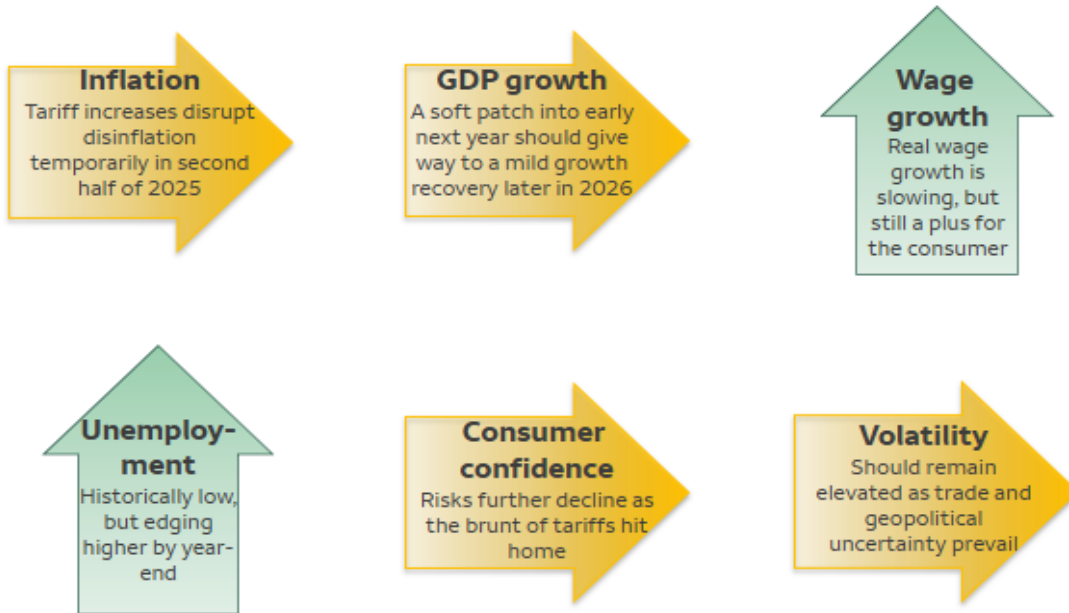 Inflation
Tariff increases disrupt
disinflation
temporarily in second
half of 2025
GDP growth
A soft patch into early
next year should give
way to a mild growth
recovery later in 2026
Wage
growth
Real wage
growth is
slowing, but
still a plus for
the consumer
Unemploy-
ment
Historically low,
but edging
higher by year-
end
Consumer
confidence
Risks further decline as
the brunt of tariffs hit
home
Volatility
Should remain
elevated as trade and
geopolitical
uncertainty prevail